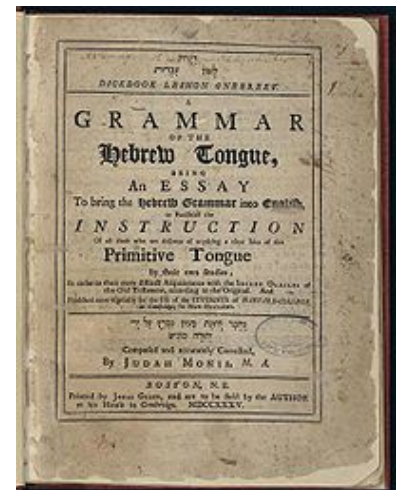 DICKDOOK LESHON GNEBREET.
A
GRAMMAR
OF THE
Hebrew Tongue,
BEING
An ESSAY
To bring the Hebrew Grammar into English,
to Facilitate the
INSTRUCTION
Of all those who are desirous of acquiring a clear Idea of this
Primitive Tongue
by their own Studies;
In order to their more distinct Acquaintance with the SACRED ORACLES of
the Old Testament, according to the Original. And
Published more especially for the Use of the STUDENTS of HARVARD-COLLEGE
at Cambridge, in NEW-ENGLAND.
Composed and accurately Corrected,
By JUDAH MONIS, M. A.
BOSTON, N.E.
Printed by JONAS GREEN, and are to be Sold by the AUTHOR
at his House in Cambridge. MDCCXXXV.